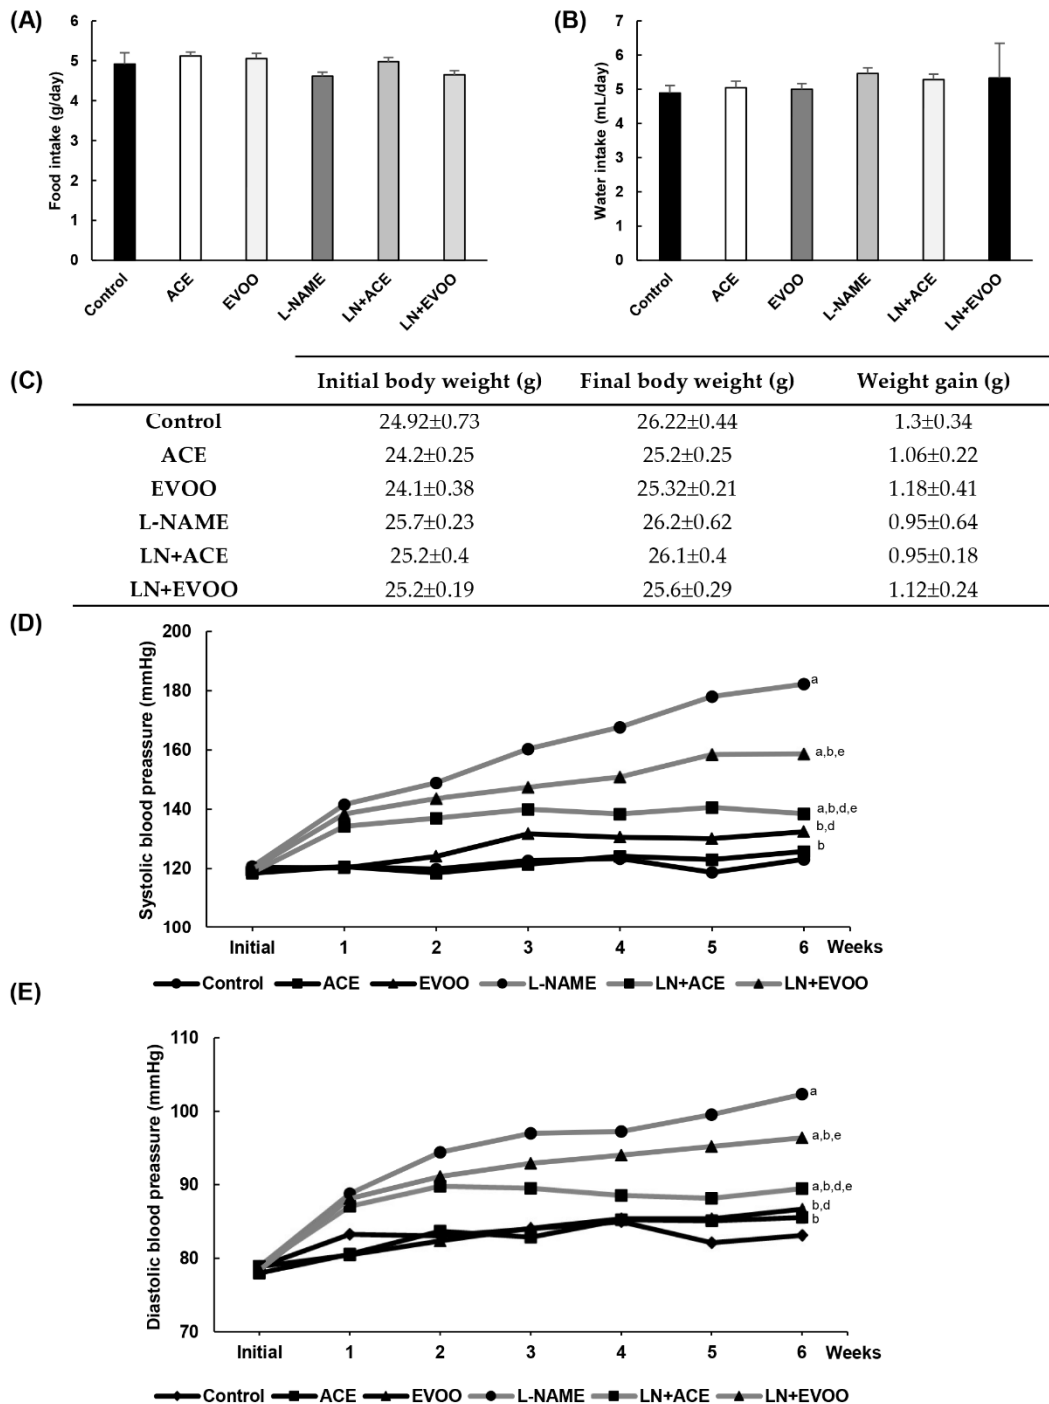 (A)
Food intake (g/day)
6
5
4
3
2
1
0
Control
ACE
EVOO
L-NAME
LN+ACE
LN+EVOO
(B)
Water intake (mL/day)
7
6
5
4
3
2
1
0
Control
ACE
EVOO
L-NAME
LN+ACE
LN+EVOO
(C)
Initial body weight (g) Final body weight (g) Weight gain (g)
Control 24.92±0.73 26.22±0.44 1.3±0.34
ACE 24.2±0.25 25.2±0.25 1.06±0.22
EVOO 24.1±0.38 25.32±0.21 1.18±0.41
L-NAME 25.7±0.23 26.2±0.62 0.95±0.64
LN+ACE 25.2±0.4 26.1±0.4 0.95±0.18
LN+EVOO 25.2±0.19 25.6±0.29 1.12±0.24
(D)
Systolic blood preassure (mmHg)
200
180
160
140
120
100
a
a,b,e
a,b,d,e
b,d
b
Initial 1 2 3 4 5 6 Weeks
Control ACE EVOO L-NAME LN+ACE LN+EVOO
(E)
Diastolic blood preassure (mmHg)
110
100
90
80
70
a
a,b,e
a,b,d,e
b,d
b
Initial 1 2 3 4 5 6 Weeks
Control ACE EVOO L-NAME LN+ACE LN+EVOO